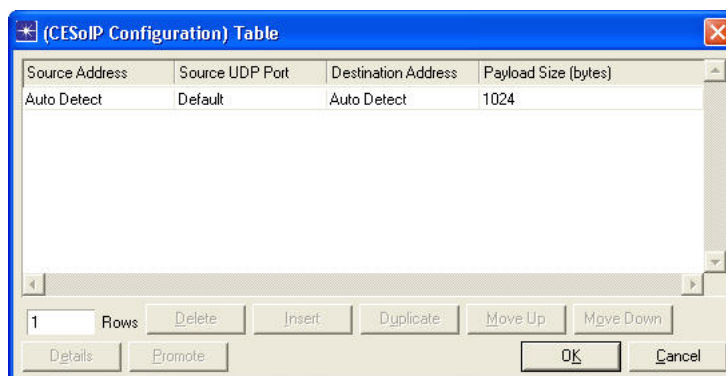 (CESoIP Configuration) Table
Source Address Source UDP Port Destination Address Payload Size (bytes)
Auto Detect Default Auto Detect 1024
1 Rows Delete Insert Duplicate Move Up Move Down
Details Promote OK Cancel